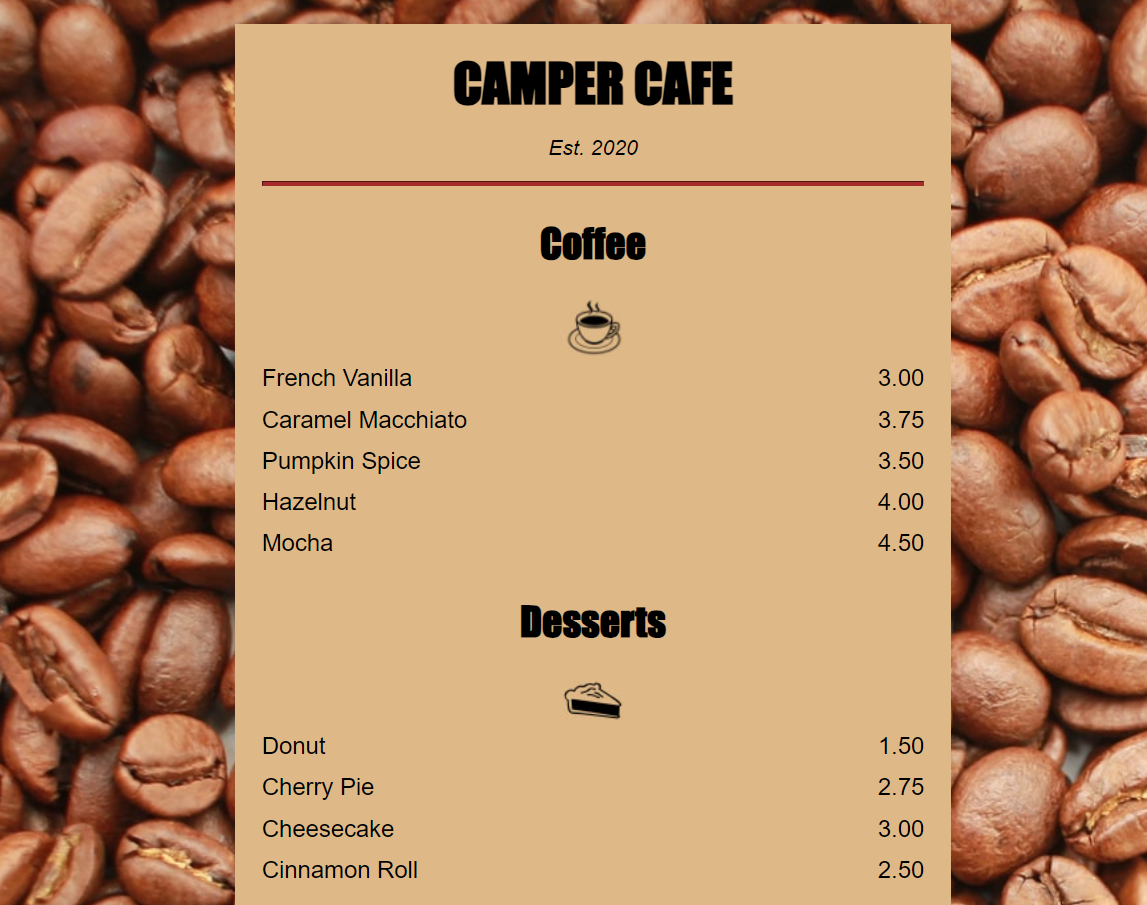 CAMPER CAFE
Est. 2020
Coffee
French Vanilla 3.00
Caramel Macchiato 3.75
Pumpkin Spice 3.50
Hazelnut 4.00
Mocha 4.50
Desserts
Donut 1.50
Cherry Pie 2.75
Cheesecake 3.00
Cinnamon Roll 2.50